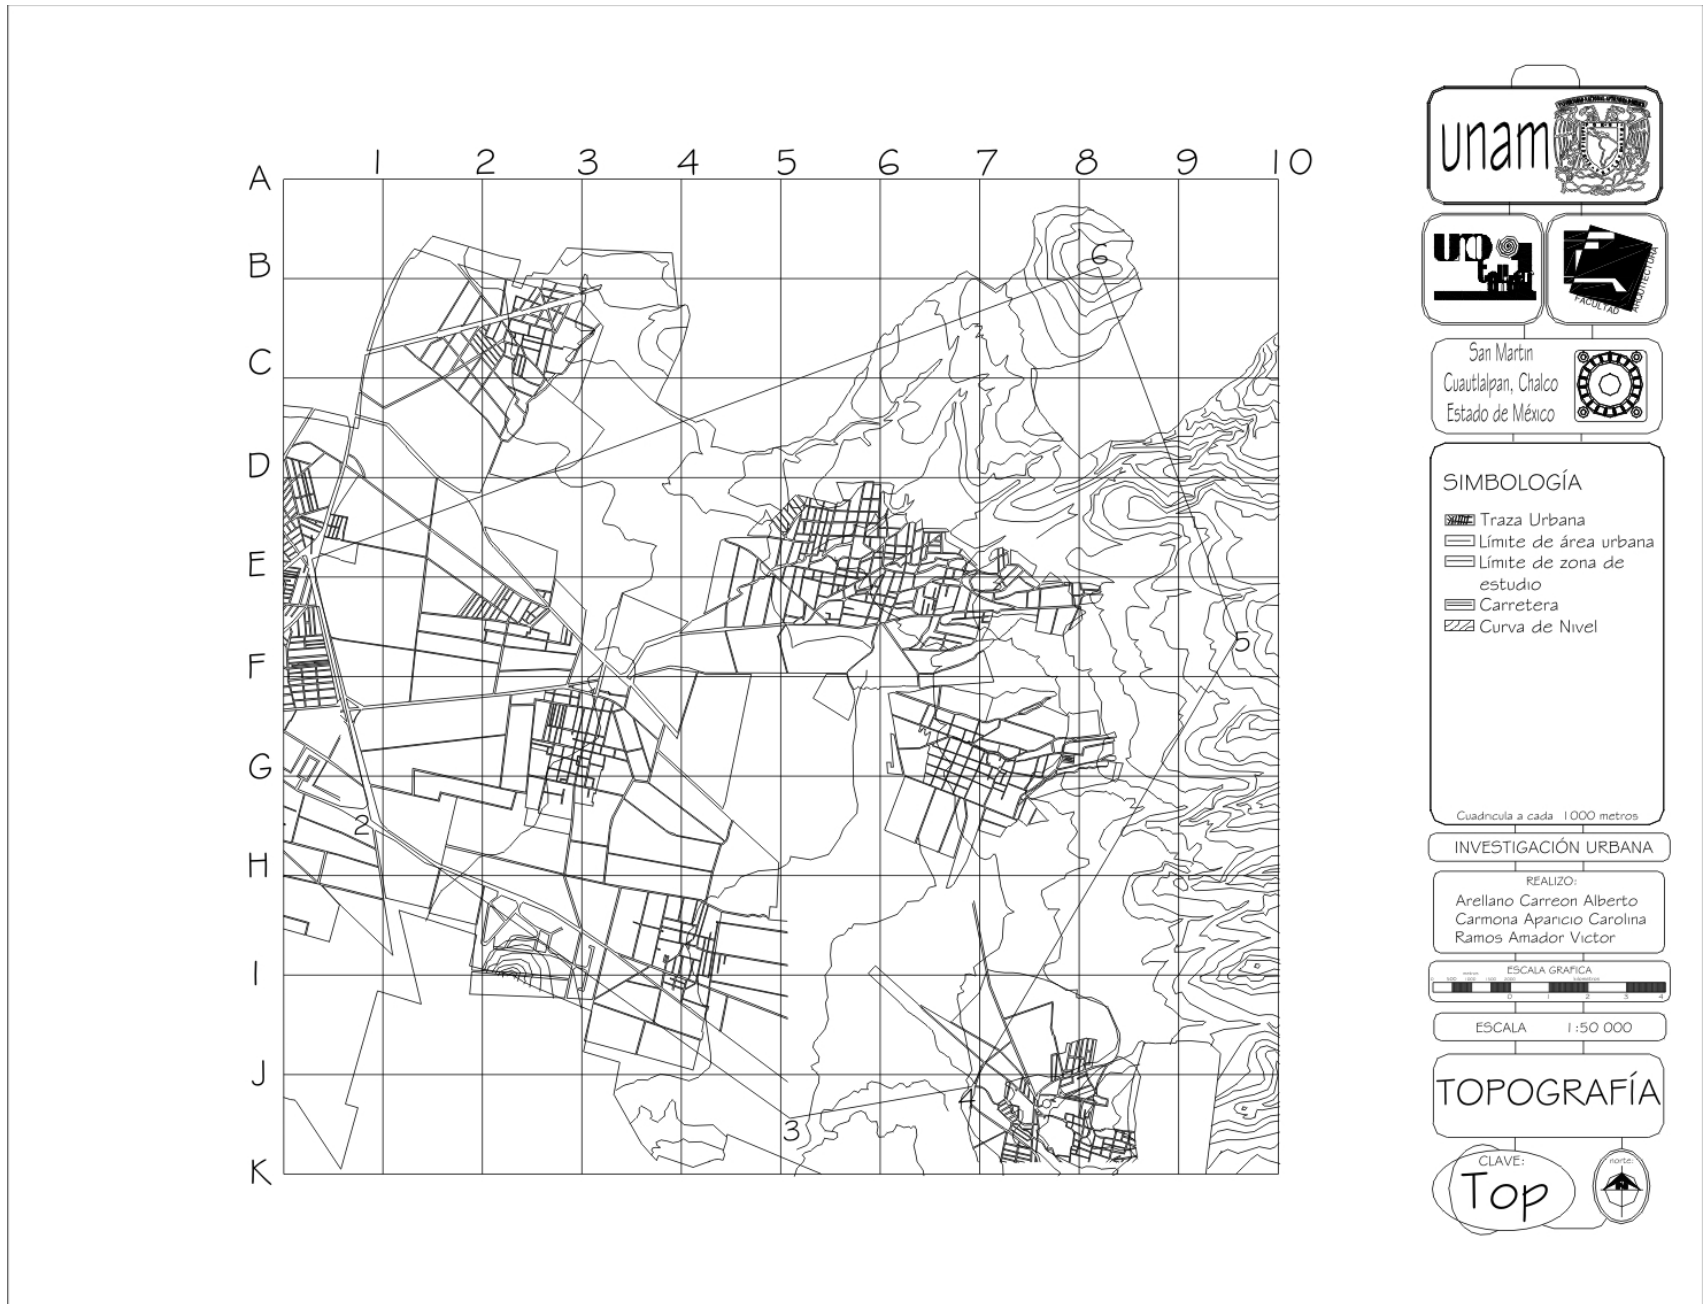 1 2 3 4 5 6 7 8 9 10
A
B
C
D
E
F
G
H
I
J
K
6
5
2
4
3
unam
FACULTAD
ARQUITECTURA
San Martin
Cuautlalpan, Chalco
Estado de México
SIMBOLOGÍA
Traza Urbana
Límite de área urbana
Límite de zona de
estudio
Carretera
Curva de Nivel
Cuadricula a cada 1000 metros
INVESTIGACIÓN URBANA
REALIZO:
Arellano Carreon Alberto
Carmona Aparicio Carolina
Ramos Amador Victor
ESCALA GRAFICA
0 1 2 3 4
ESCALA 1:50 000
TOPOGRAFÍA
CLAVE:
Top
norte:
N